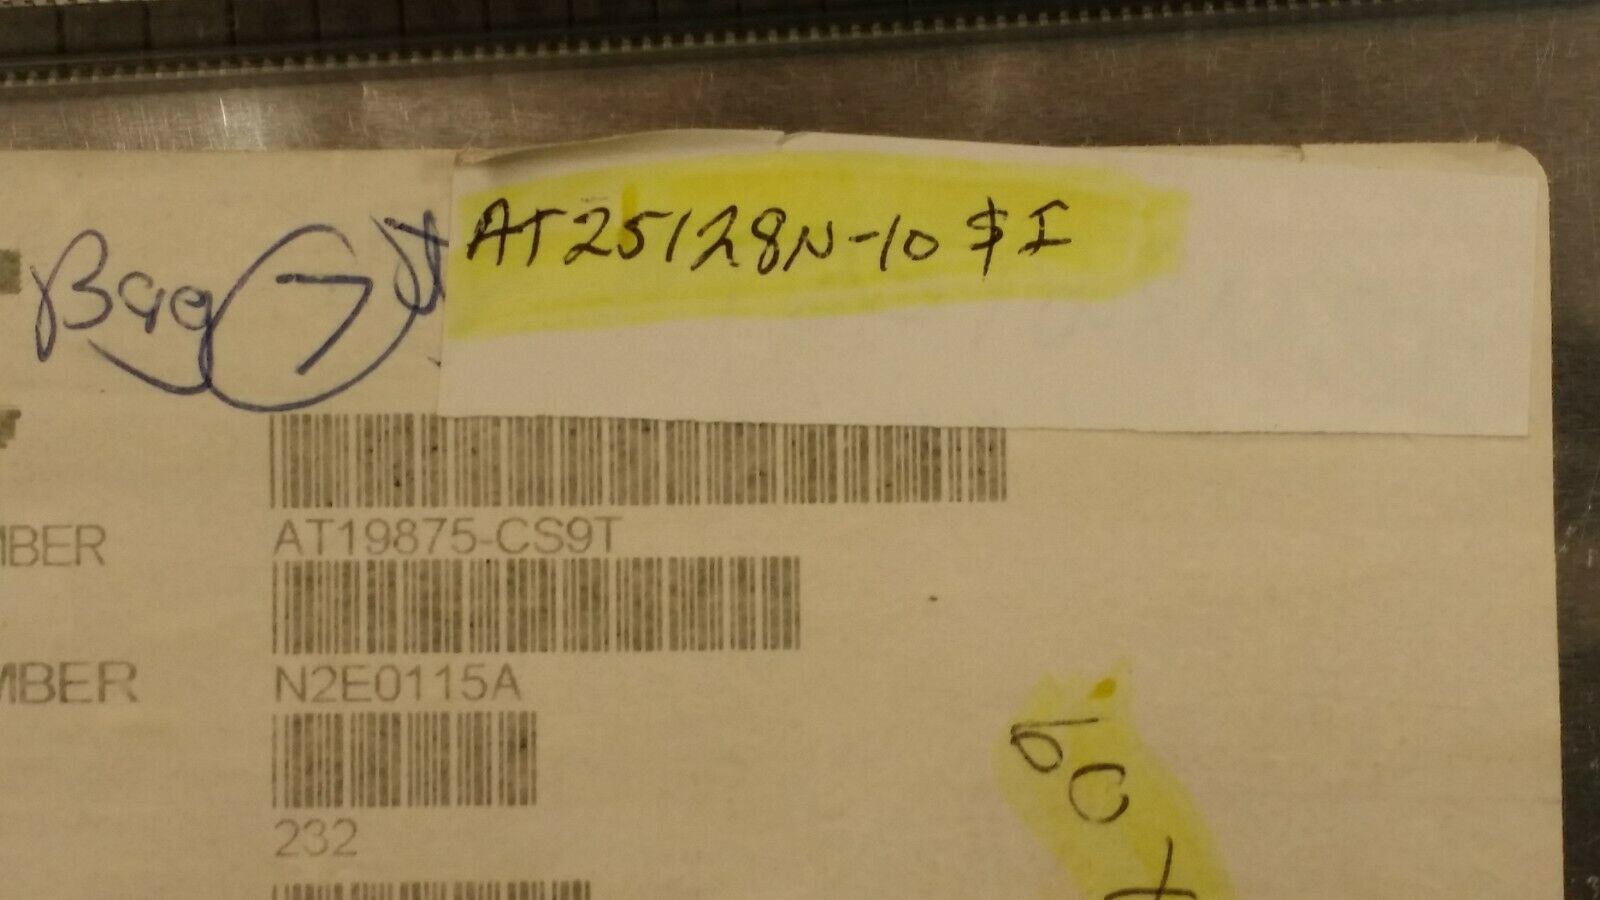 AT25128N-10 $I
Bag 7
AT19875-CS9T
MBER
N2E0115A
MBER
232